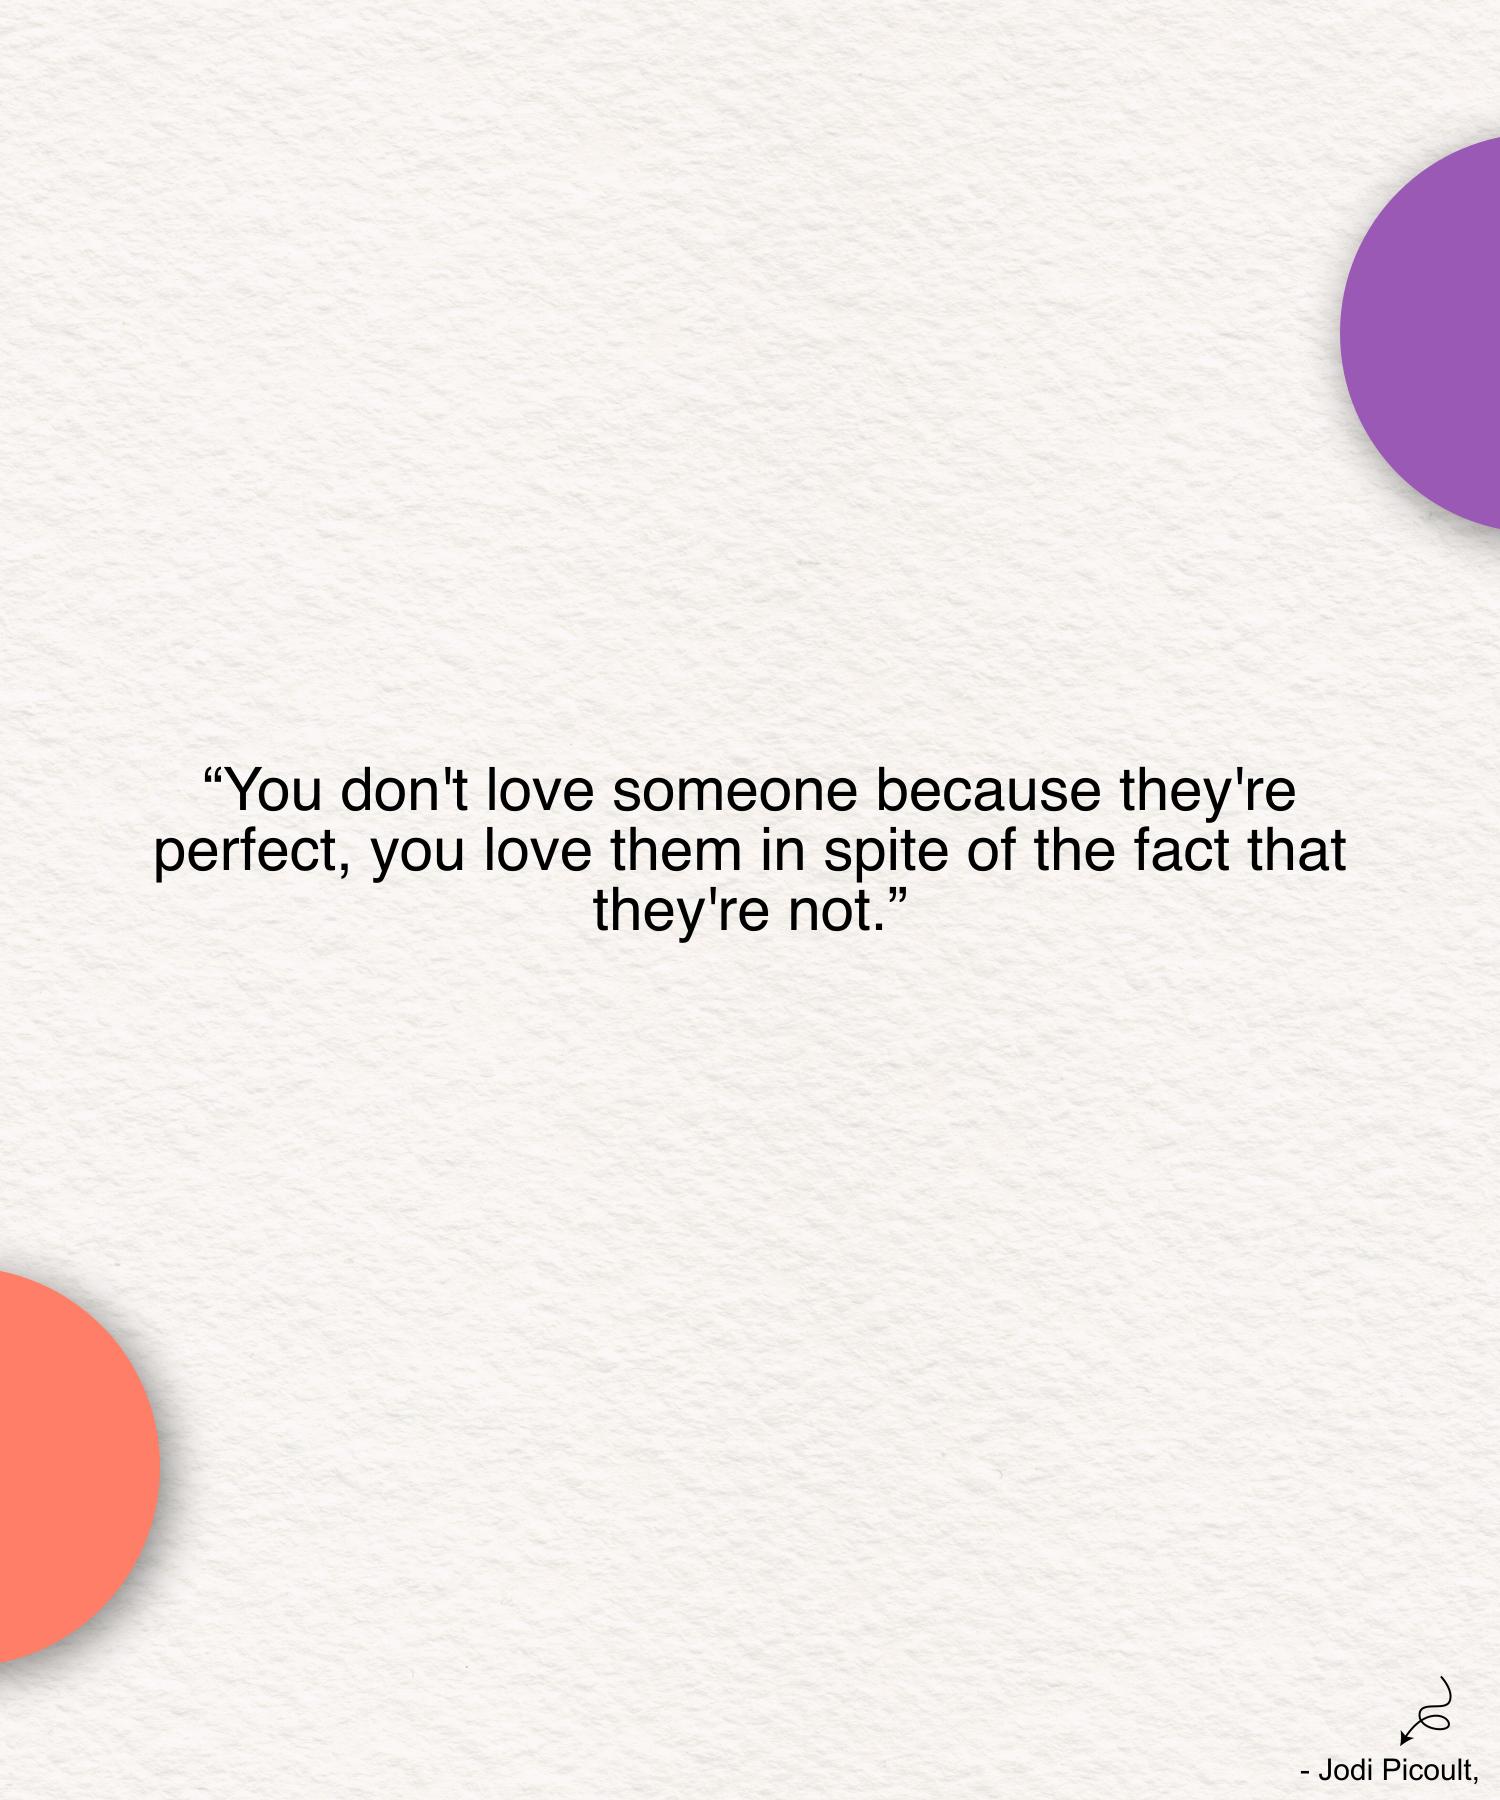 “You don't love someone because they're
perfect, you love them in spite of the fact that
they're not.”
- Jodi Picoult,